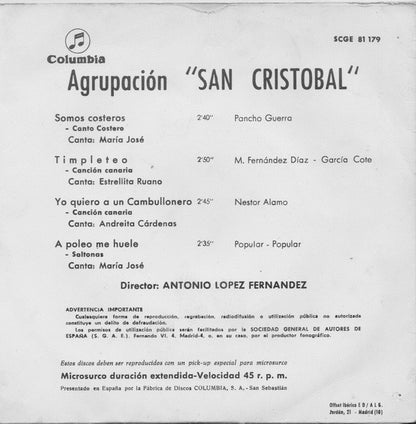 SCGE 81 179
Columbia
Agrupación "SAN CRISTOBAL"
Somos costeros 2'40" Pancho Guerra
- Canto Costero
Canta: María José
Timpleteo 2'50" M. Fernández Díaz - García Cote
- Canción canaria
Canta: Estrellita Ruano
Yo quiero a un Cambullonero 2'45" Nestor Alamo
- Canción canaria
Canta: Andreita Cárdenas
A poleo me huele 2'35" Popular - Popular
- Saltonas
Canta: María José
Director: ANTONIO LOPEZ FERNANDEZ
ADVERTENCIA IMPORTANTE
Cualesquiera forma de reproducción, regrabación, radiodifusión o utilización pública no autorizada
constituye un delito de defraudación.
Los permisos de utilización pública serán facilitados por la SOCIEDAD GENERAL DE AUTORES DE
ESPAÑA (S. G. A. E.). Fernando VI, 4. Madrid-4, o, en su caso, por el productor fonográfico.
Estos discos deben ser reproducidos con un pick-up especial para microsurco
Microsurco duración extendida-Velocidad 45 r. p. m.
Presentado en España por la Fábrica de Discos COLUMBIA, S. A. - San Sebastián
Offset Ibérica E D / A L G.
Jordán, 21 - Madrid (10)